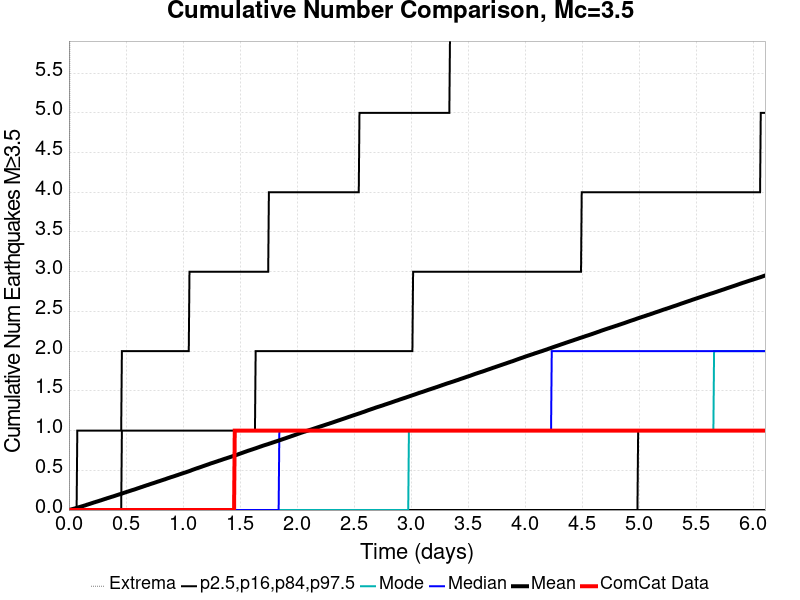 Cumulative Number Comparison, Mc=3.5
Cumulative Num Earthquakes M≥3.5
5.5
5.0
4.5
4.0
3.5
3.0
2.5
2.0
1.5
1.0
0.5
0.0
0.0 0.5 1.0 1.5 2.0 2.5 3.0 3.5 4.0 4.5 5.0 5.5 6.0
Time (days)
Extrema p2.5,p16,p84,p97.5 Mode Median Mean ComCat Data